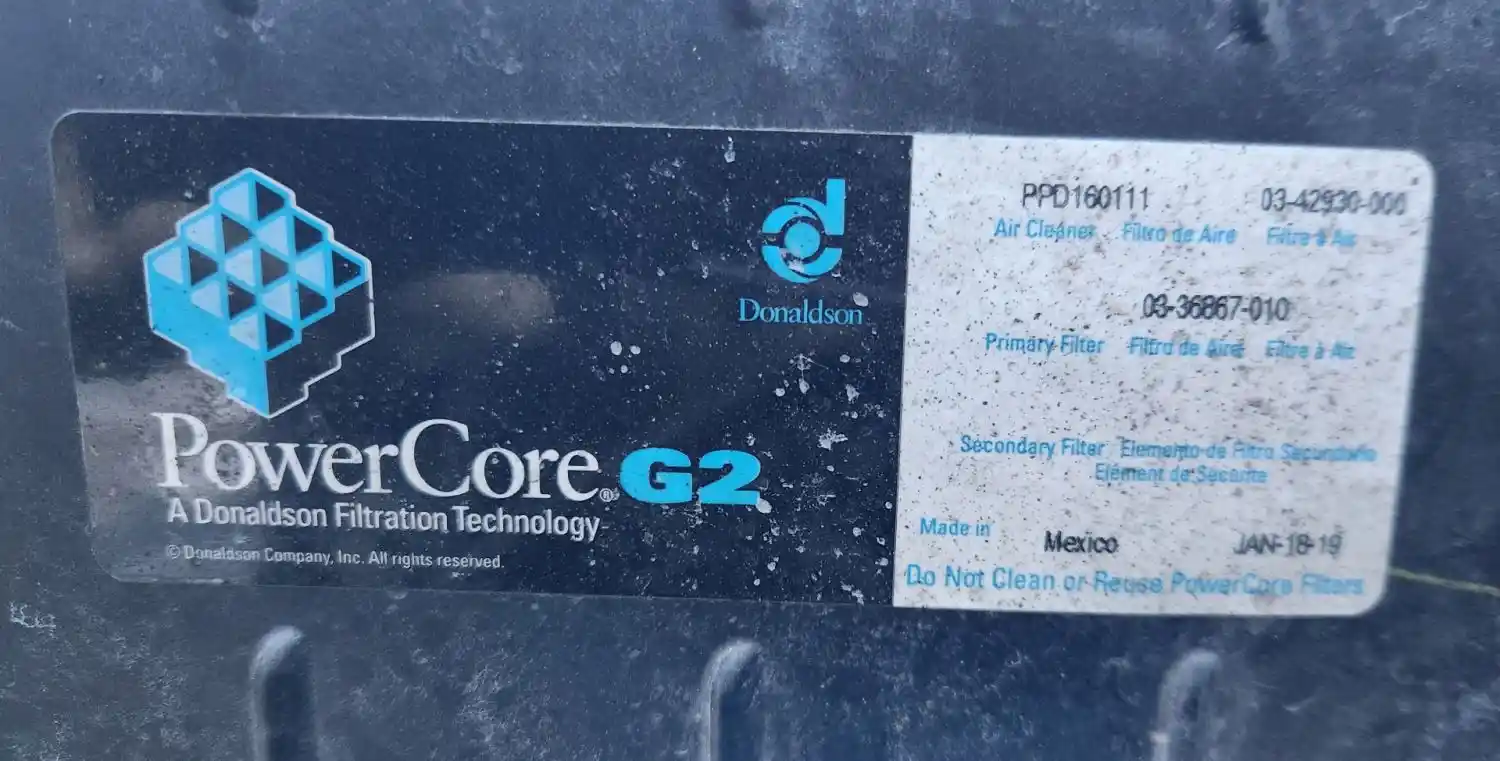 Donaldson
PowerCore® G2
A Donaldson Filtration Technology
© Donaldson Company, Inc. All rights reserved.
PPD160111 03-42930-000
Air Cleaner Filtro de Aire Filtre à Air
03-36867-010
Primary Filter Filtro de Aire Filtre à Air
Secondary Filter Elemento de Filtro Secundario
Elément de Sécurité
Made in Mexico JAN-18-19
Do Not Clean or Reuse PowerCore Filters